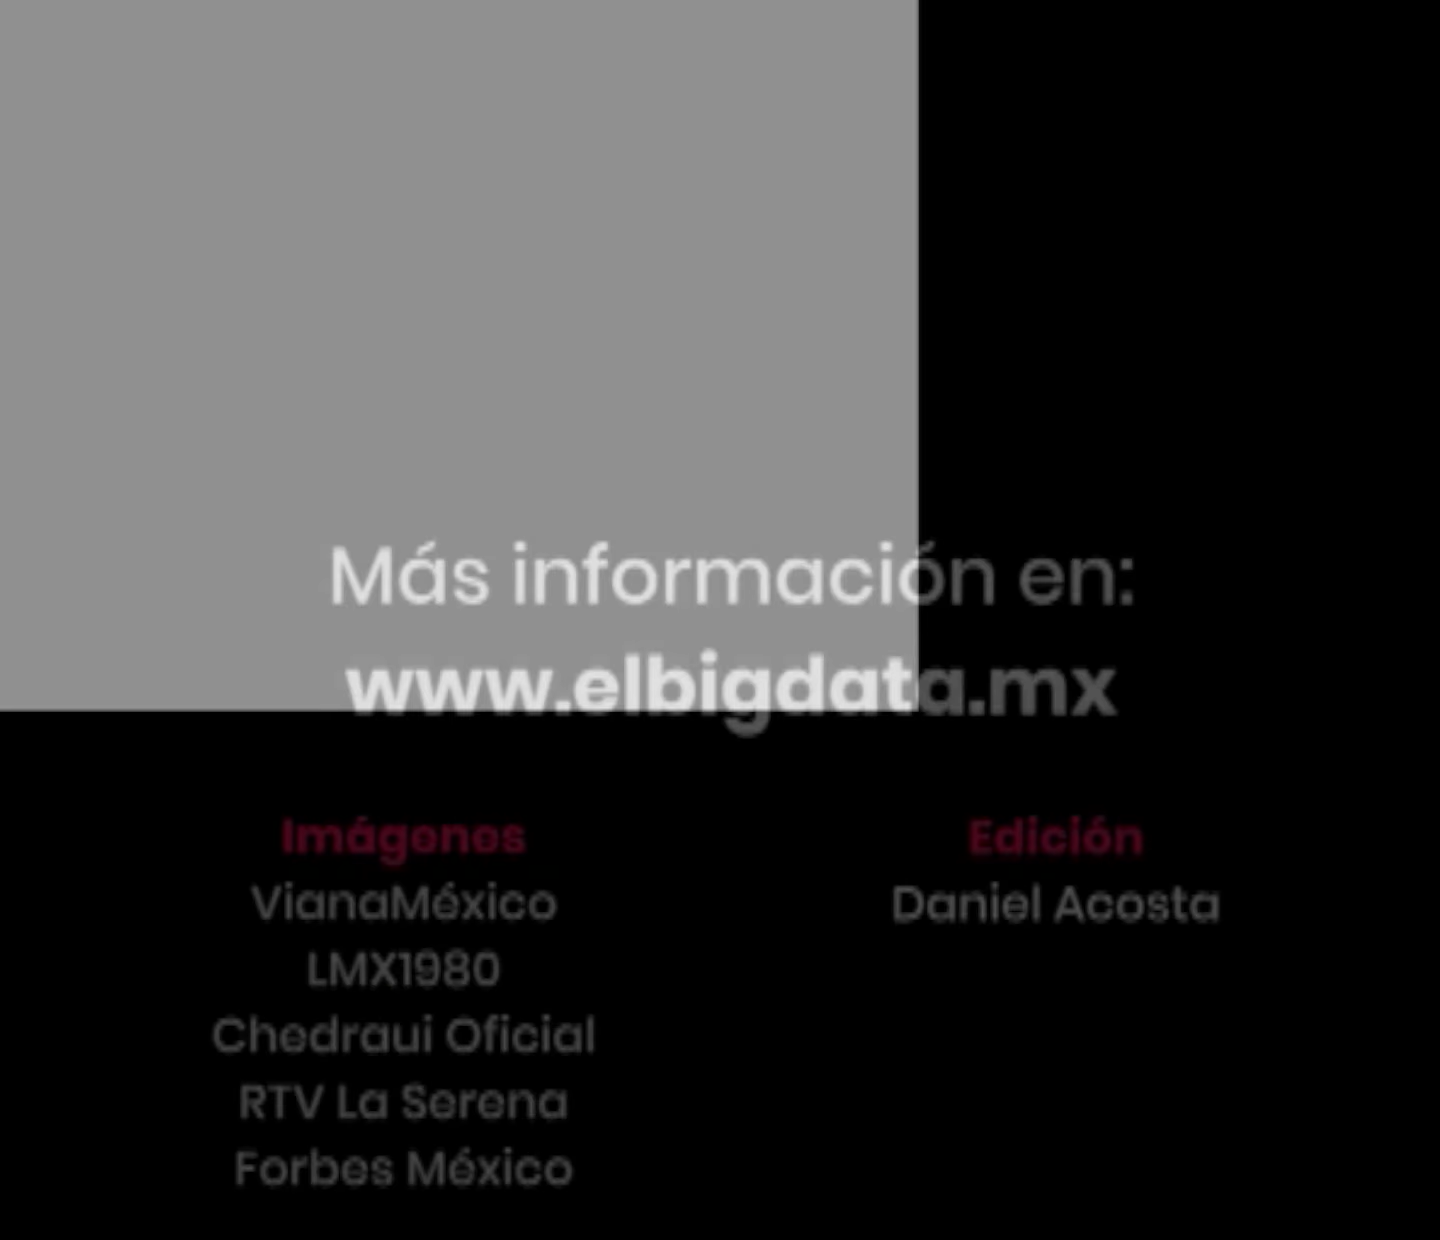 Más información en:
www.elbigdata.mx
Imágenes
VianaMéxico
LMX1980
Chedraui Oficial
RTV La Serena
Forbes México
Edición
Daniel Acosta